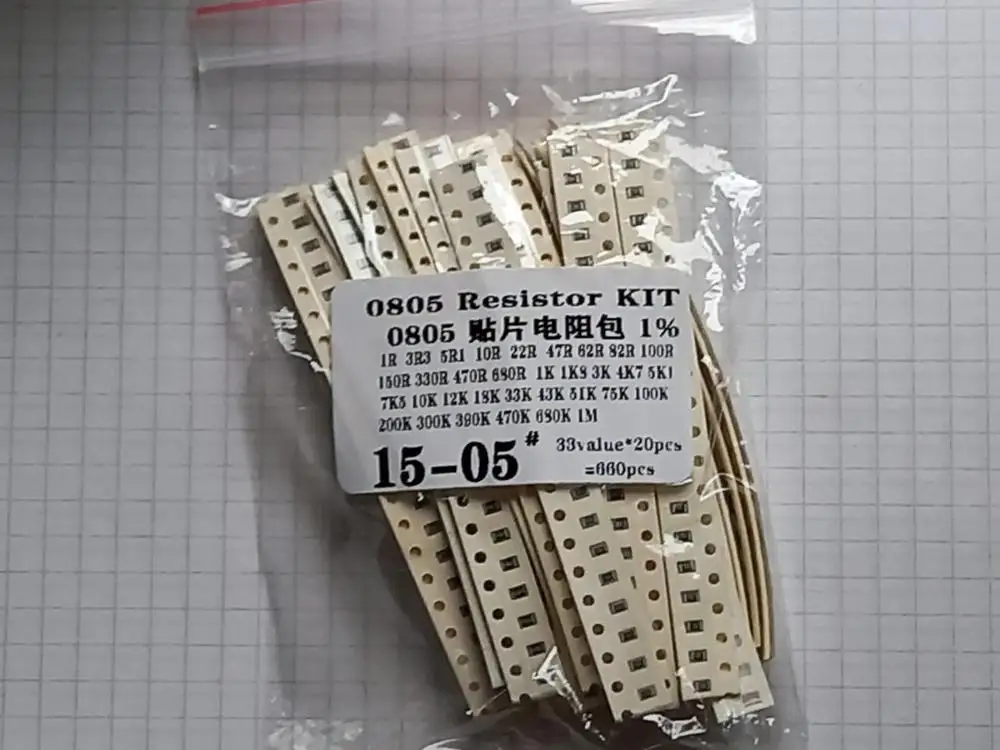 0805 Resistor KIT
0805 贴片电阻包 1%
1R 3R3 5R1 10R 22R 47R 62R 82R 100R
150R 330R 470R 680R 1K 1K8 3K 4K7 5K1
7K5 10K 12K 18K 33K 43K 51K 75K 100K
200K 300K 390K 470K 680K 1M
15-05# 33value*20pcs
=660pcs